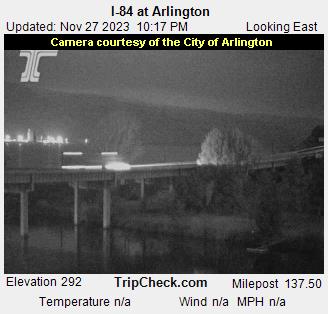 I-84 at Arlington
Updated: Nov 27 2023 10:17 PM Looking East
Camera courtesy of the City of Arlington
Elevation 292 TripCheck.com Milepost 137.50
Temperature n/a Wind n/a MPH n/a